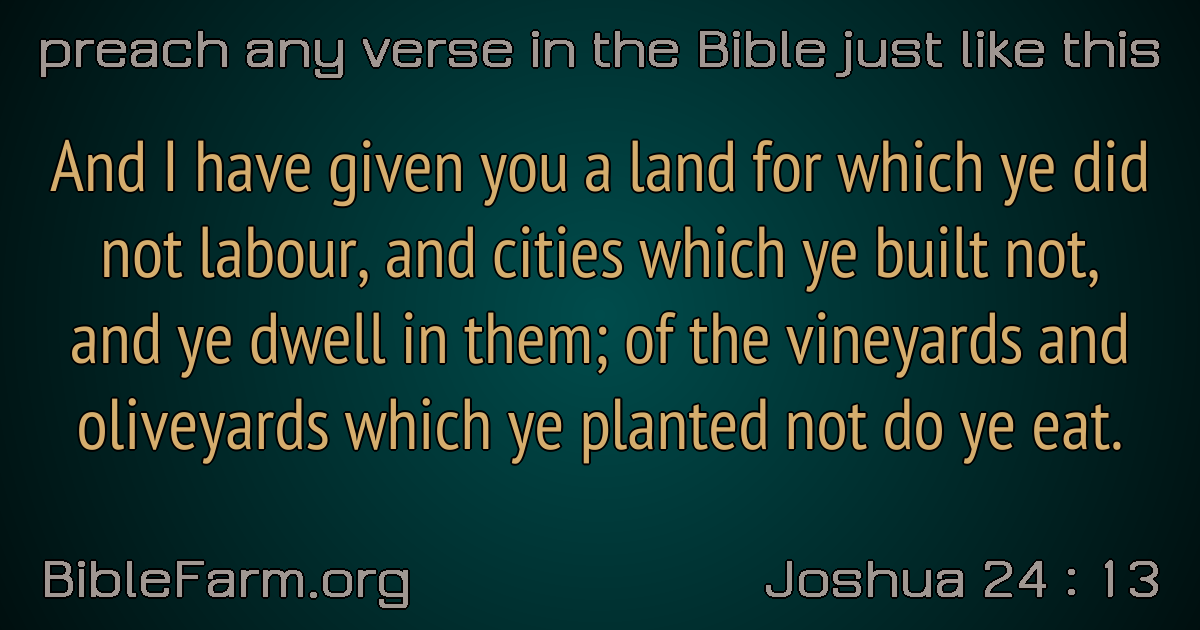 preach any verse in the Bible just like this
And I have given you a land for which ye did
not labour, and cities which ye built not,
and ye dwell in them; of the vineyards and
oliveyards which ye planted not do ye eat.
BibleFarm.org
Joshua 24 : 13